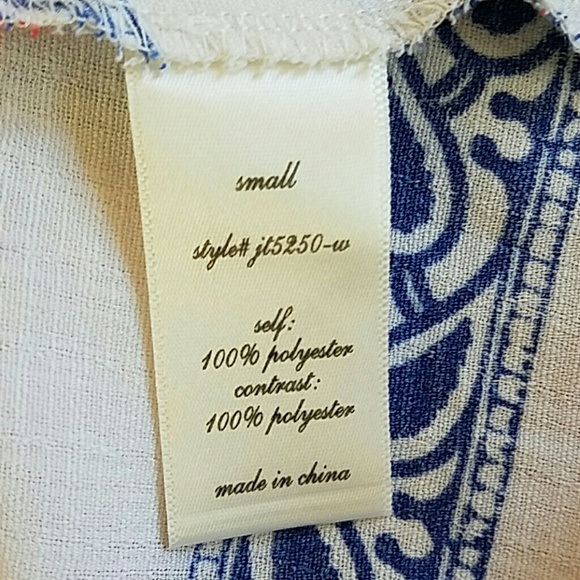 small
style# jt5250-w
self:
100% polyester
contrast:
100% polyester
made in china